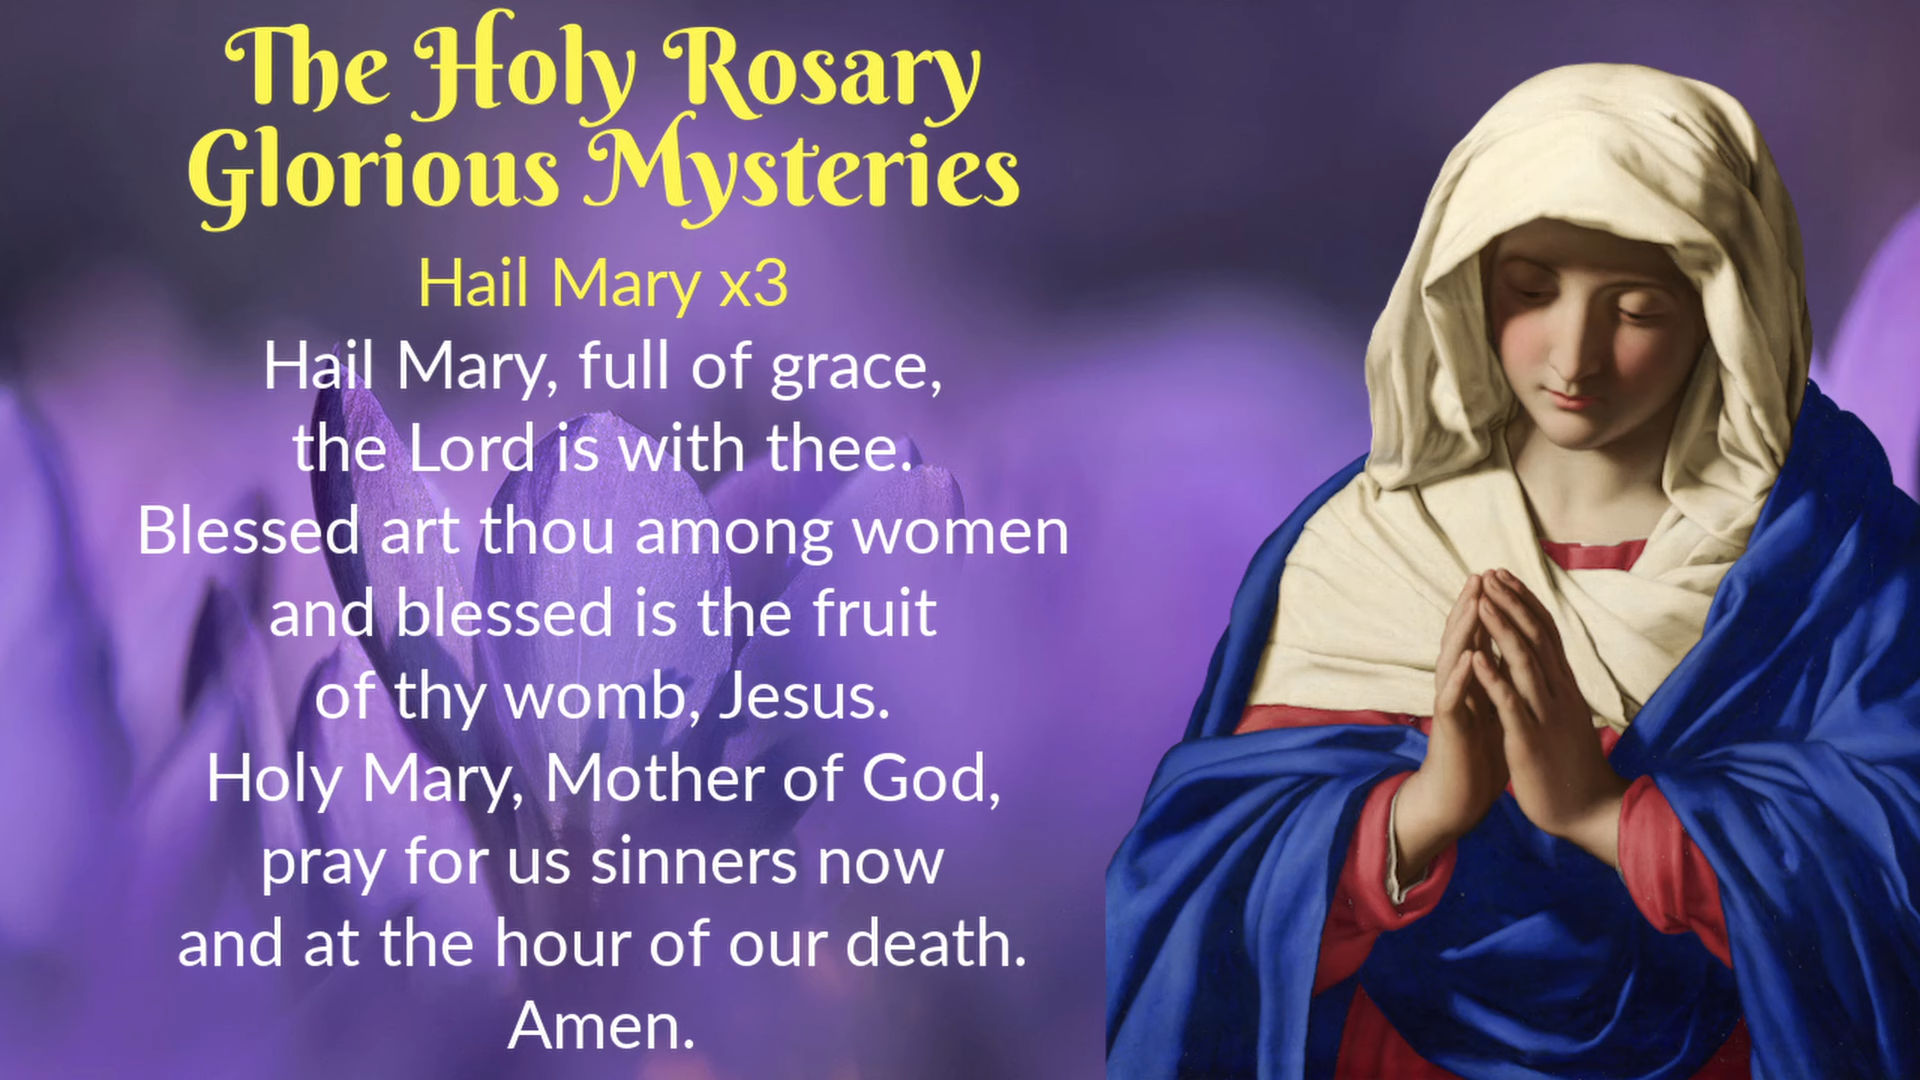 The Holy Rosary
Glorious Mysteries
Hail Mary x3
Hail Mary, full of grace,
the Lord is with thee.
Blessed art thou among women
and blessed is the fruit
of thy womb, Jesus.
Holy Mary, Mother of God,
pray for us sinners now
and at the hour of our death.
Amen.